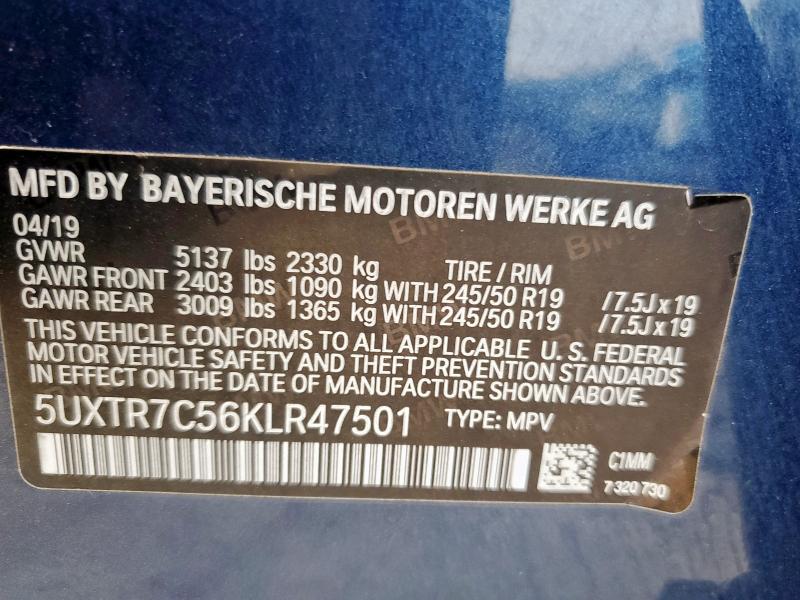 MFD BY BAYERISCHE MOTOREN WERKE AG
04/19
GVWR 5137 lbs 2330 kg TIRE / RIM
GAWR FRONT 2403 lbs 1090 kg WITH 245/50 R19 /7.5J x 19
GAWR REAR 3009 lbs 1365 kg WITH 245/50 R19 /7.5J x 19
THIS VEHICLE CONFORMS TO ALL APPLICABLE U. S. FEDERAL
MOTOR VEHICLE SAFETY AND THEFT PREVENTION STANDARDS
IN EFFECT ON THE DATE OF MANUFACTURE SHOWN ABOVE.
5UXTR7C56KLR47501 TYPE: MPV
C1MM
7 320 730